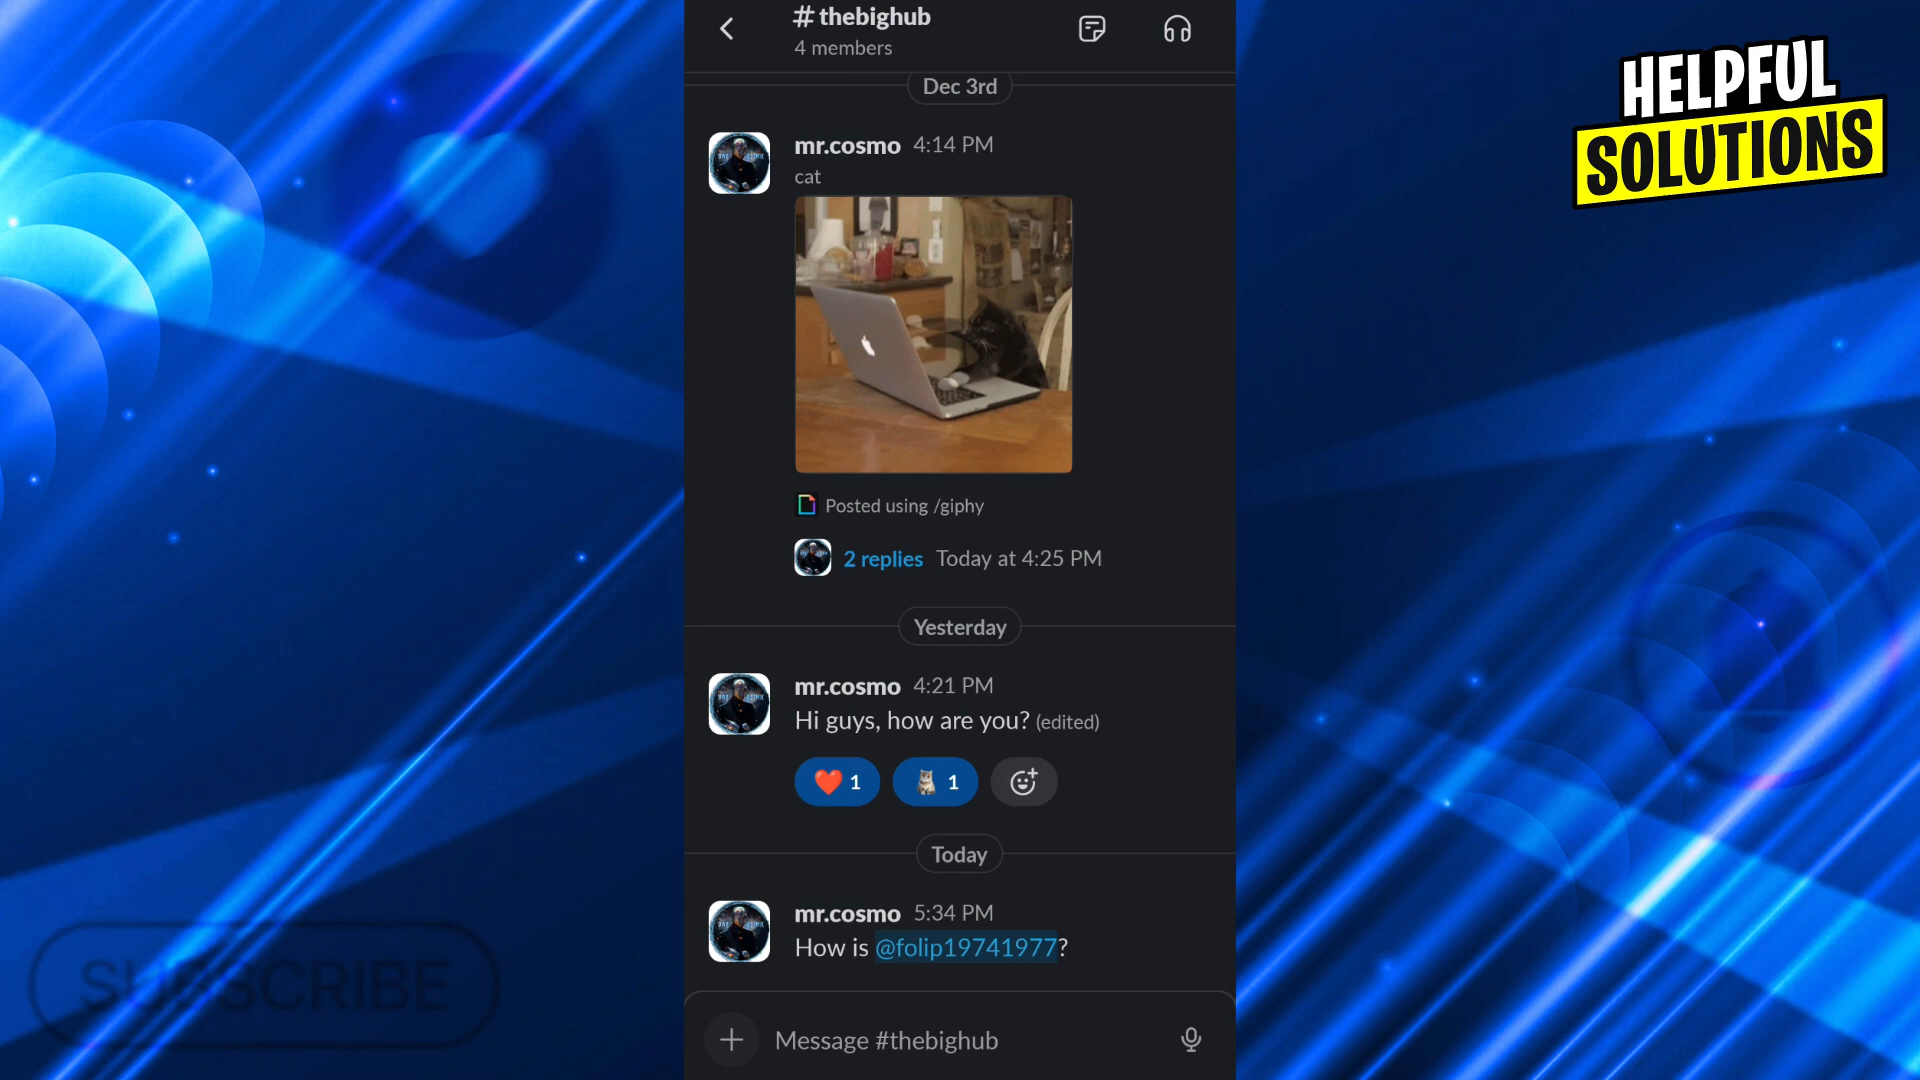 #thebighub
4 members
HELPFUL
SOLUTIONS
Dec 3rd
mr.cosmo 4:14 PM
cat
Posted using /giphy
2 replies Today at 4:25 PM
Yesterday
mr.cosmo 4:21 PM
Hi guys, how are you? (edited)
❤️ 1 1
Today
mr.cosmo 5:34 PM
How is @folip19741977?
SUBSCRIBE
Message #thebighub